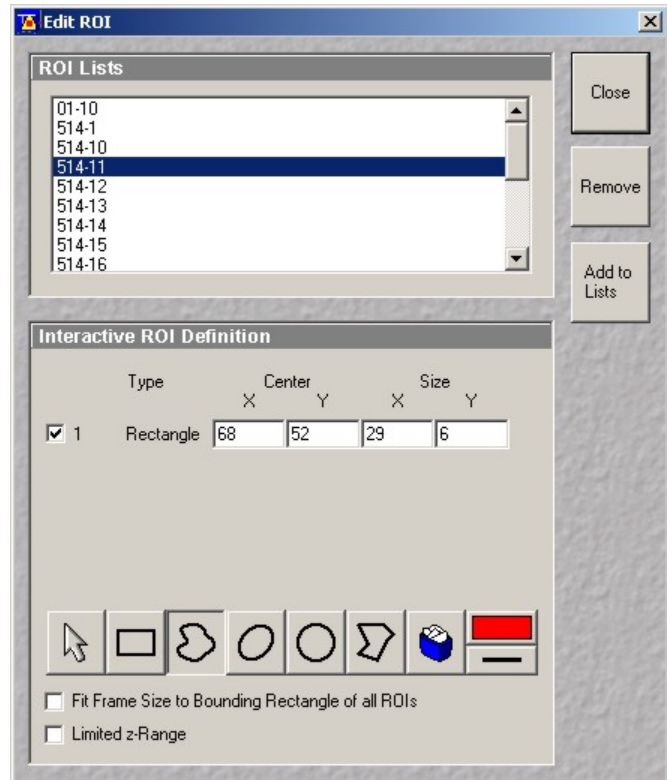 Edit ROI
ROI Lists
01-10
514-1
514-10
514-11
514-12
514-13
514-14
514-15
514-16
Close
Remove
Add to
Lists
Interactive ROI Definition
Type Center Size
X Y X Y
1 Rectangle 68 52 29 6
Fit Frame Size to Bounding Rectangle of all ROIs
Limited z-Range